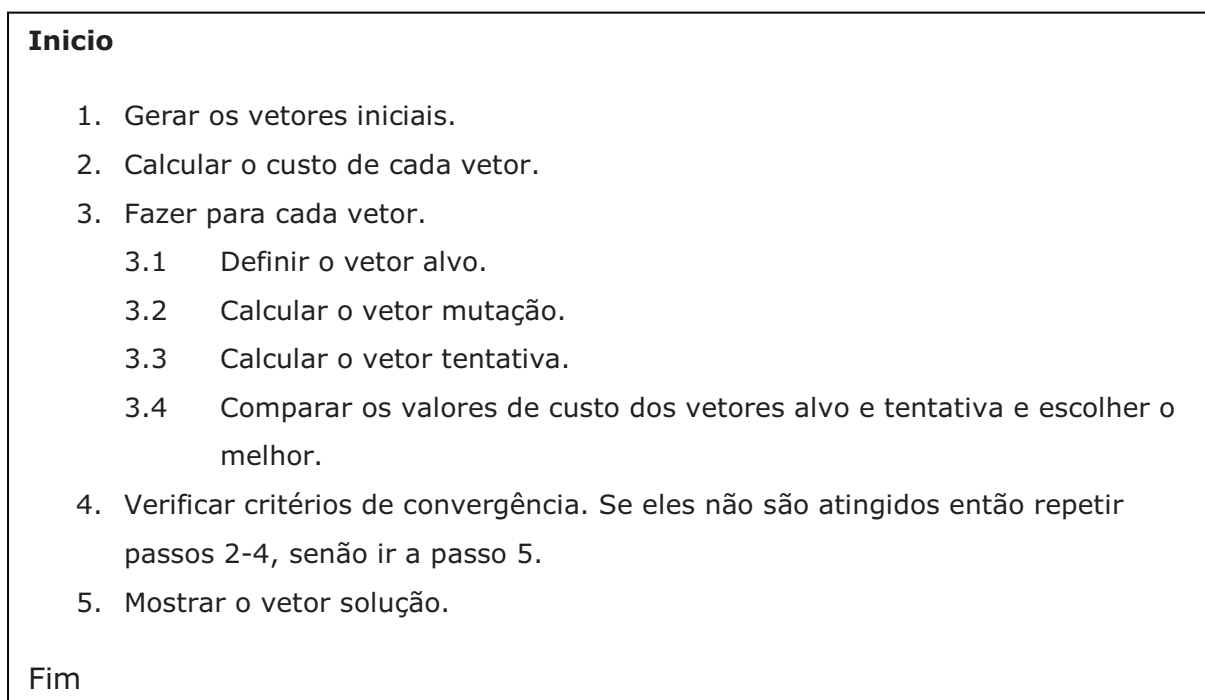 Inicio
1. Gerar os vetores iniciais.
2. Calcular o custo de cada vetor.
3. Fazer para cada vetor.
3.1 Definir o vetor alvo.
3.2 Calcular o vetor mutação.
3.3 Calcular o vetor tentativa.
3.4 Comparar os valores de custo dos vetores alvo e tentativa e escolher o
melhor.
4. Verificar critérios de convergência. Se eles não são atingidos então repetir
passos 2-4, senão ir a passo 5.
5. Mostrar o vetor solução.
Fim